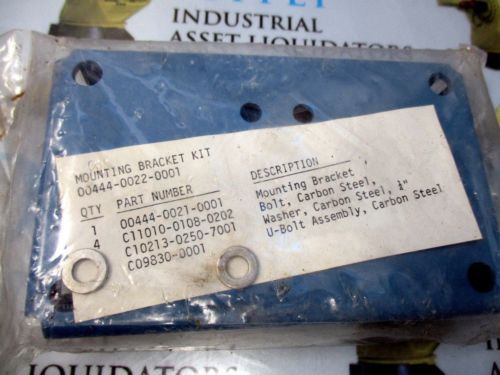 SUPPLY
INDUSTRIAL
ASSET LIQUIDATORS
MOUNTING BRACKET KIT
00444-0022-0001
QTY PART NUMBER DESCRIPTION
1 00444-0021-0001 Mounting Bracket
4 C11010-0108-0202 Bolt, Carbon Steel,
C10213-0250-7001 Washer, Carbon Steel, ¼"
C09830-0001 U-Bolt Assembly, Carbon Steel
LIQUIDATORS